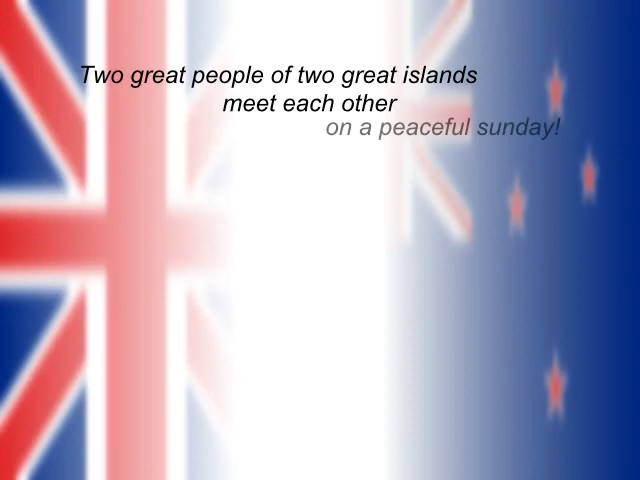 Two great people of two great islands
meet each other
on a peaceful sunday!